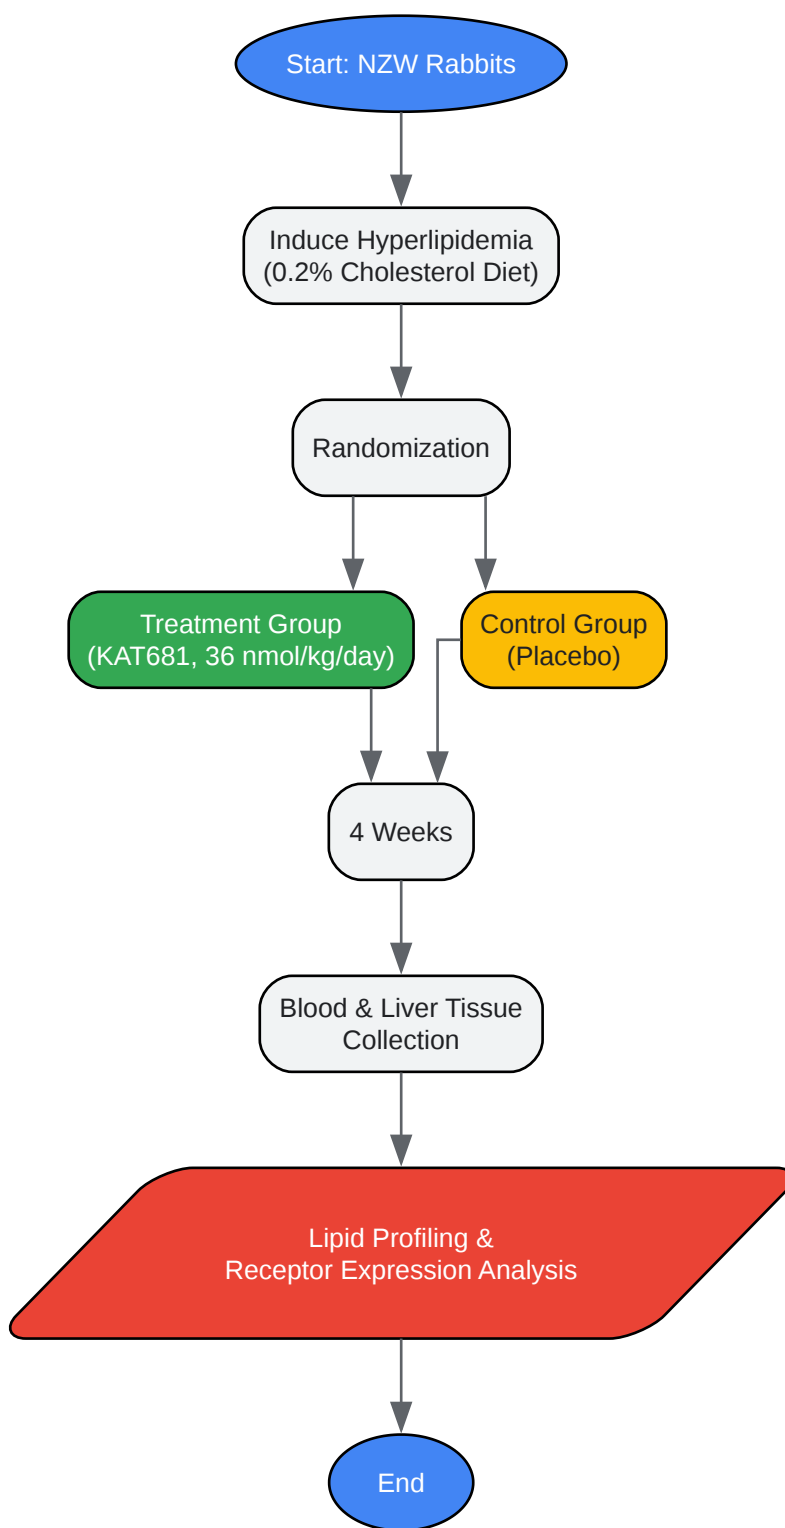 Start: NZW Rabbits
Induce Hyperlipidemia
(0.2% Cholesterol Diet)
Randomization
Treatment Group
(KAT681, 36 nmol/kg/day)
Control Group
(Placebo)
4 Weeks
Blood & Liver Tissue
Collection
Lipid Profiling &
Receptor Expression Analysis
End